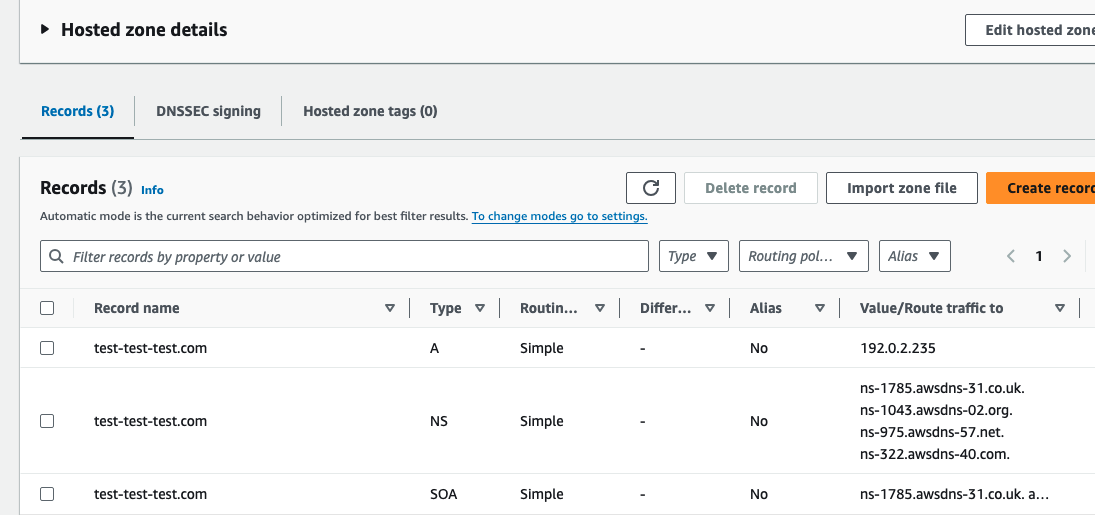 Hosted zone details
Edit hosted zone
Records (3)
DNSSEC signing
Hosted zone tags (0)
Records (3) Info
Delete record
Import zone file
Create record
Automatic mode is the current search behavior optimized for best filter results. To change modes go to settings.
Filter records by property or value
Type
Routing pol...
Alias
1
Record name Type Routin... Differ... Alias Value/Route traffic to
test-test-test.com A Simple - No 192.0.2.235
test-test-test.com NS Simple - No ns-1785.awsdns-31.co.uk.
ns-1043.awsdns-02.org.
ns-975.awsdns-57.net.
ns-322.awsdns-40.com.
test-test-test.com SOA Simple - No ns-1785.awsdns-31.co.uk. a...